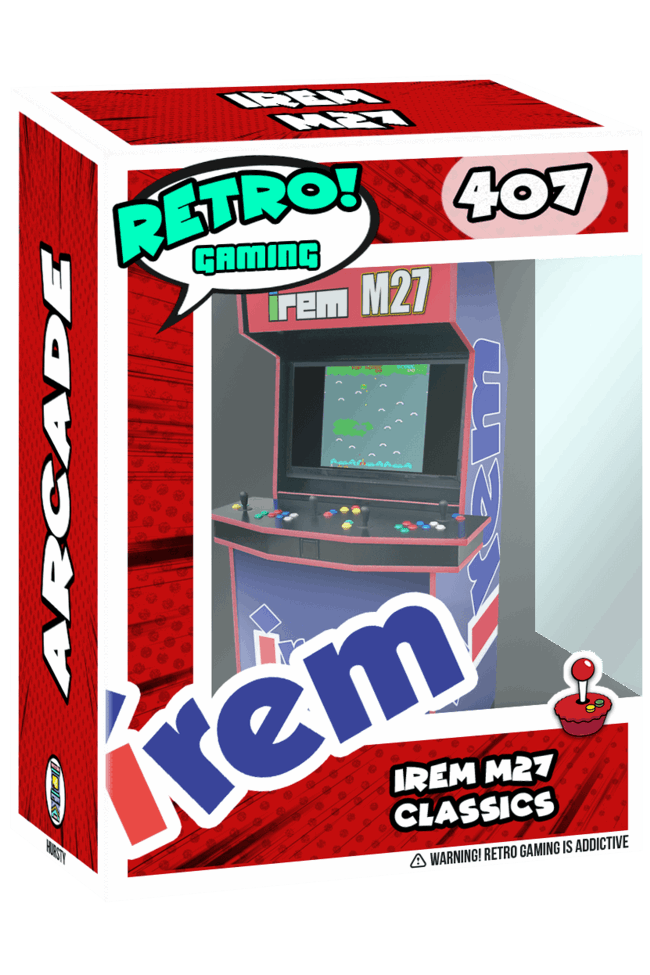 IREM
M27
RETRO!
GAMING
407
irem M27
irem
ARCADE
irem
IREM M27
CLASSICS
HURSTY
⚠ WARNING! RETRO GAMING IS ADDICTIVE